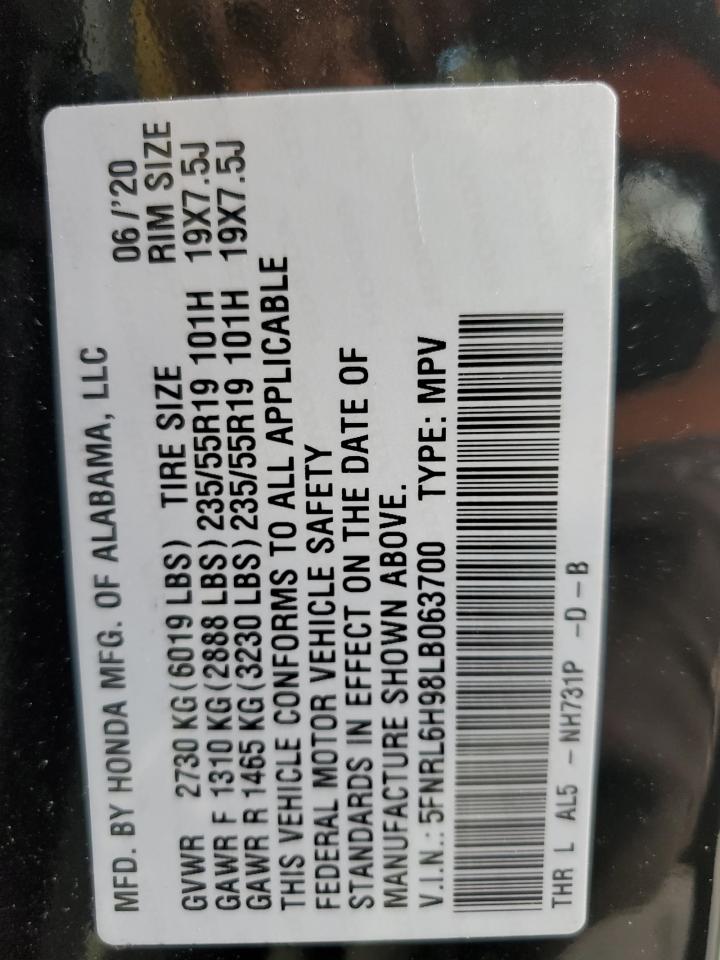 MFD. BY HONDA MFG. OF ALABAMA, LLC 06/'20
GVWR 2730 KG(6019 LBS) TIRE SIZE RIM SIZE
GAWR F 1310 KG(2888 LBS)235/55R19 101H 19X7.5J
GAWR R 1465 KG(3230 LBS)235/55R19 101H 19X7.5J
THIS VEHICLE CONFORMS TO ALL APPLICABLE
FEDERAL MOTOR VEHICLE SAFETY
STANDARDS IN EFFECT ON THE DATE OF
MANUFACTURE SHOWN ABOVE.
V.I.N.: 5FNRL6H98LB063700 TYPE: MPV
THR L AL5 - NH731P -D-B